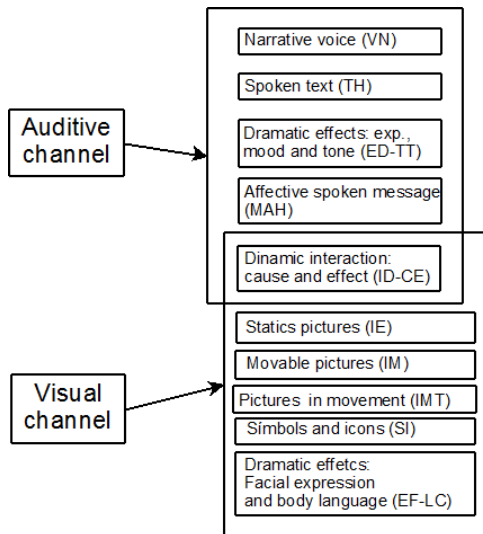 Narrative voice (VN)
Spoken text (TH)
Auditive
channel
Dramatic effects: exp.,
mood and tone (ED-TT)
Affective spoken message
(MAH)
Dinamic interaction:
cause and effect (ID-CE)
Statics pictures (IE)
Movable pictures (IM)
Visual
channel
Pictures in movement (IMT)
Símbols and icons (SI)
Dramatic effetcs:
Facial expression
and body language (EF-LC)